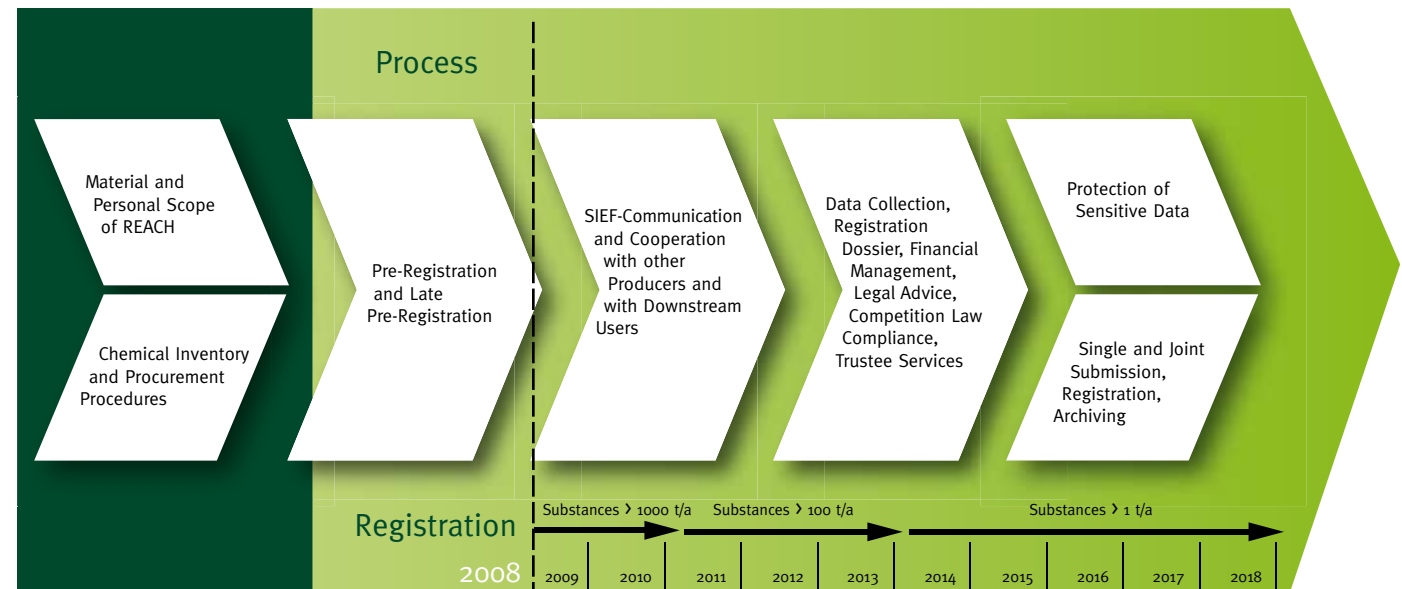 Process
Material and
Personal Scope
of REACH
Chemical Inventory
and Procurement
Procedures
Pre-Registration
and Late
Pre-Registration
SIEF-Communication
and Cooperation
with other
Producers and
with Downstream
Users
Data Collection,
Registration
Dossier, Financial
Management,
Legal Advice,
Competition Law
Compliance,
Trustee Services
Protection of
Sensitive Data
Single and Joint
Submission,
Registration,
Archiving
Registration
Substances > 1000 t/a
Substances > 100 t/a
Substances > 1 t/a
2008
2009
2010
2011
2012
2013
2014
2015
2016
2017
2018